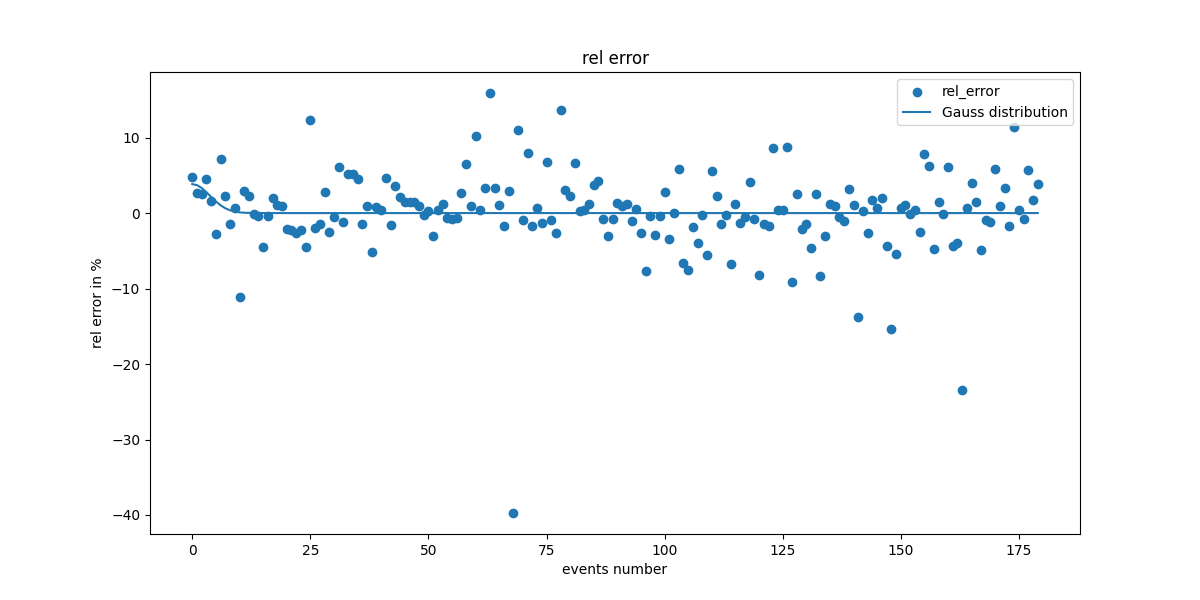 rel error
rel_error
Gauss distribution
rel error in %
10
0
−10
−20
−30
−40
0 25 50 75 100 125 150 175
events number